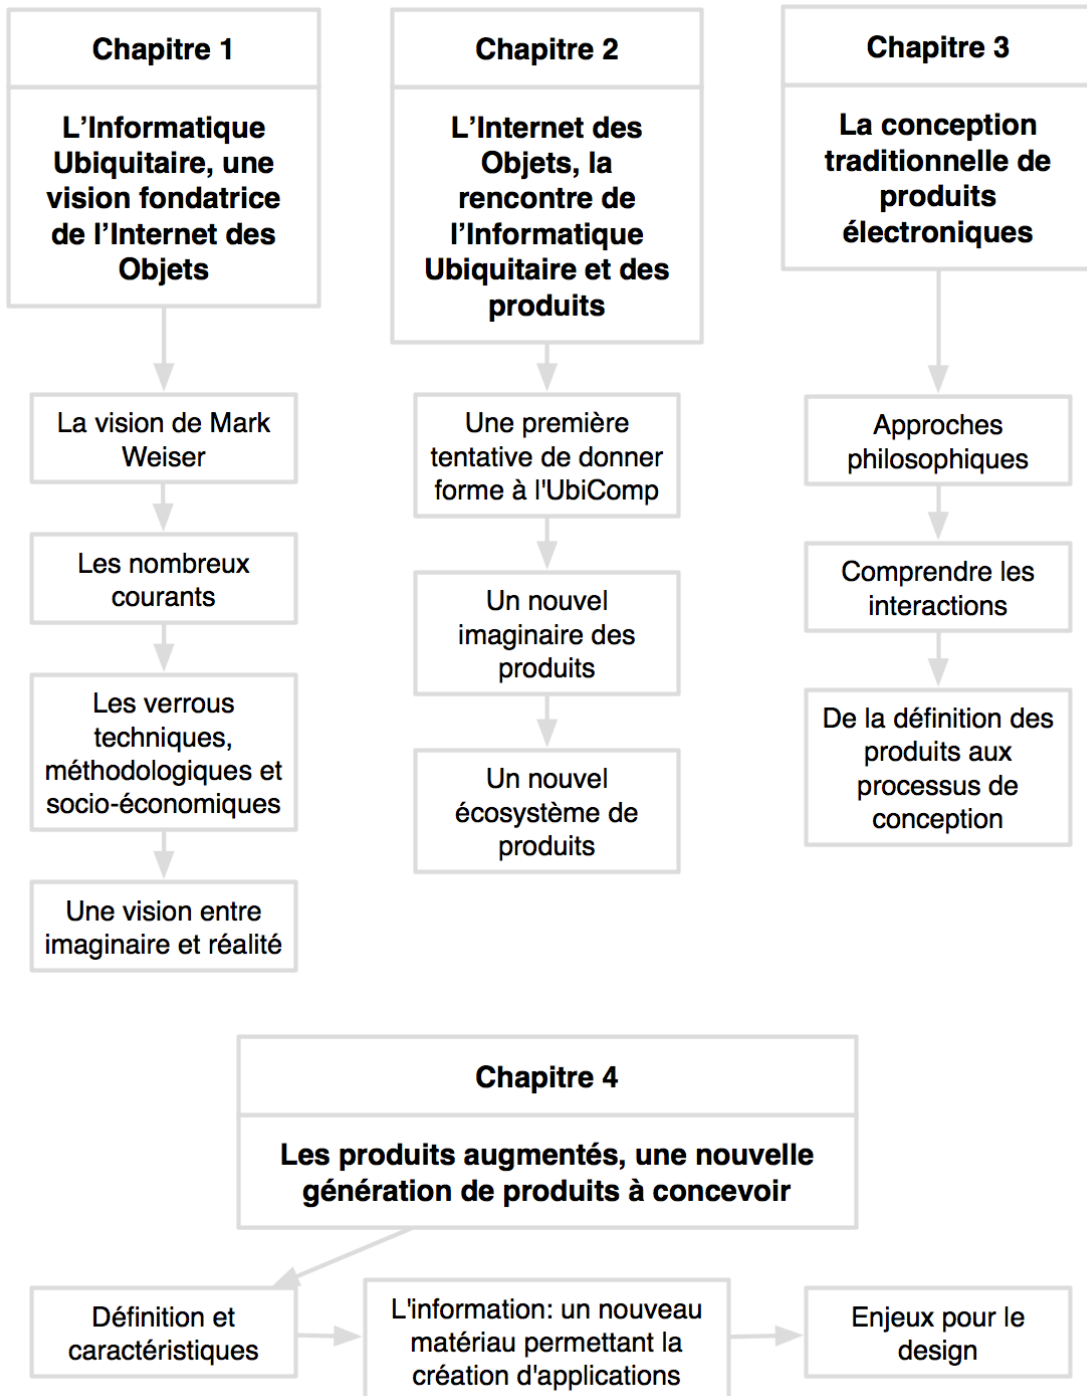 Chapitre 1
L’Informatique
Ubiquitaire, une
vision fondatrice
de l’Internet des
Objets
La vision de Mark
Weiser
Les nombreux
courants
Les verrous
techniques,
méthodologiques et
socio-économiques
Une vision entre
imaginaire et réalité
Chapitre 2
L’Internet des
Objets, la
rencontre de
l’Informatique
Ubiquitaire et des
produits
Une première
tentative de donner
forme à l'UbiComp
Un nouvel
imaginaire des
produits
Un nouvel
écosystème de
produits
Chapitre 3
La conception
traditionnelle de
produits
électroniques
Approches
philosophiques
Comprendre les
interactions
De la définition des
produits aux
processus de
conception
Chapitre 4
Les produits augmentés, une nouvelle
génération de produits à concevoir
Définition et
caractéristiques
L'information: un nouveau
matériau permettant la
création d'applications
Enjeux pour le
design